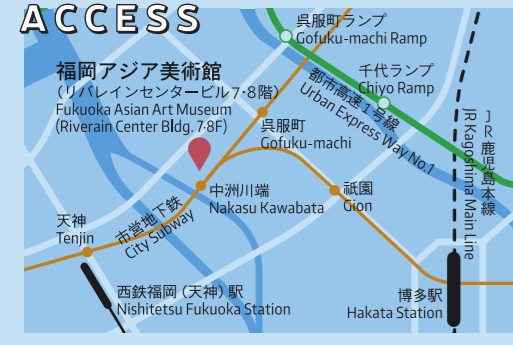 ACCESS
呉服町ランプ
Gofuku-machi Ramp
福岡アジア美術館
（リバレインセンタービル7・8階）
Fukuoka Asian Art Museum
(Riverain Center Bldg. 7・8F)
千代ランプ
Chiyo Ramp
都市高速1号線
Urban Express Way No.1
呉服町
Gofuku-machi
JR鹿児島本線
JR Kagoshima Main Line
中洲川端
Nakasu Kawabata
祇園
Gion
天神
Tenjin
市営地下鉄
City Subway
西鉄福岡（天神）駅
Nishitetsu Fukuoka Station
博多駅
Hakata Station